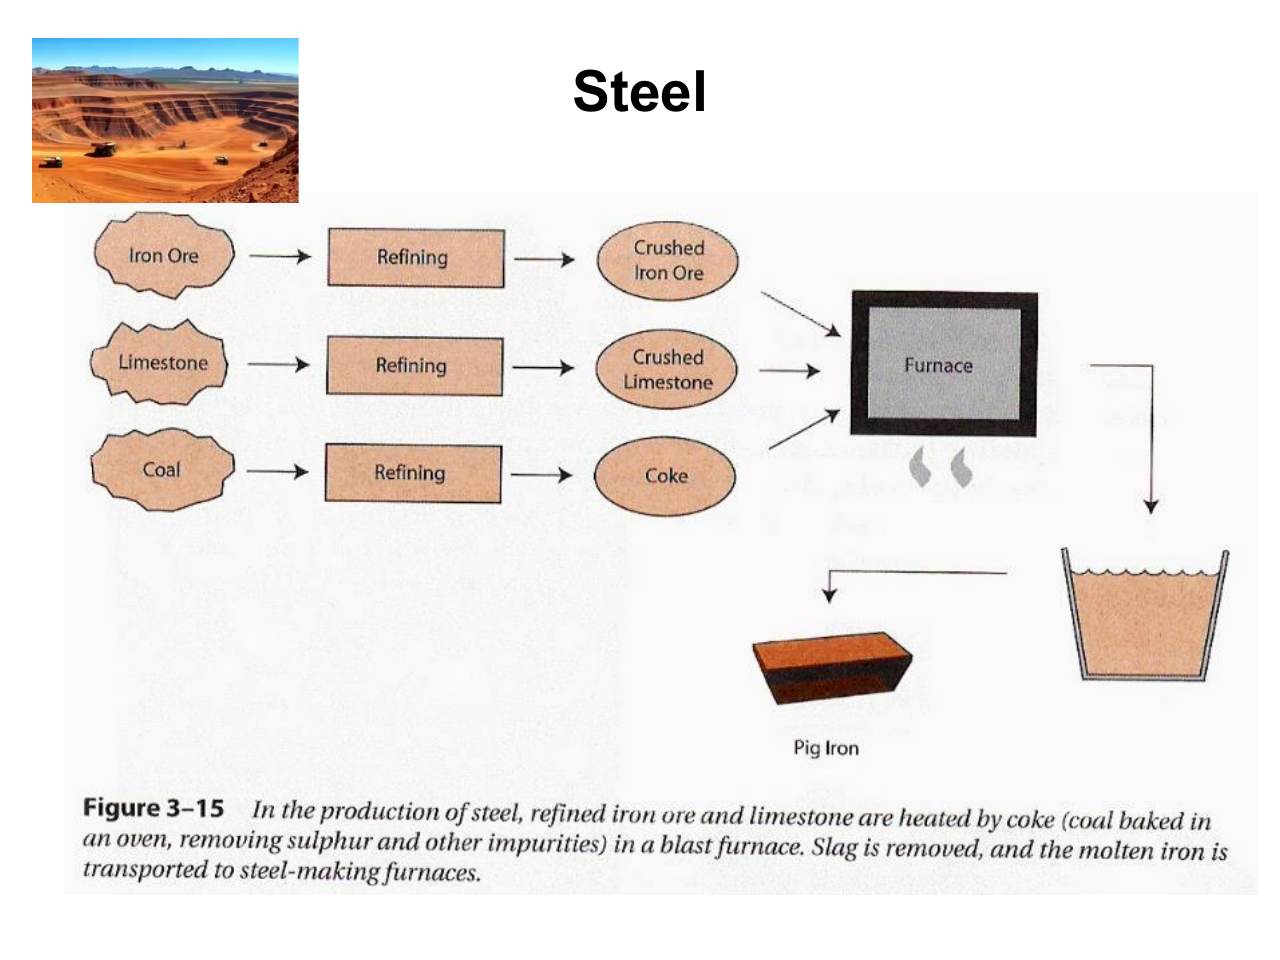 Steel
Iron Ore
Refining
Crushed
Iron Ore
Limestone
Refining
Crushed
Limestone
Furnace
Coal
Refining
Coke
Pig Iron
Figure 3–15 In the production of steel, refined iron ore and limestone are heated by coke (coal baked in
an oven, removing sulphur and other impurities) in a blast furnace. Slag is removed, and the molten iron is
transported to steel-making furnaces.